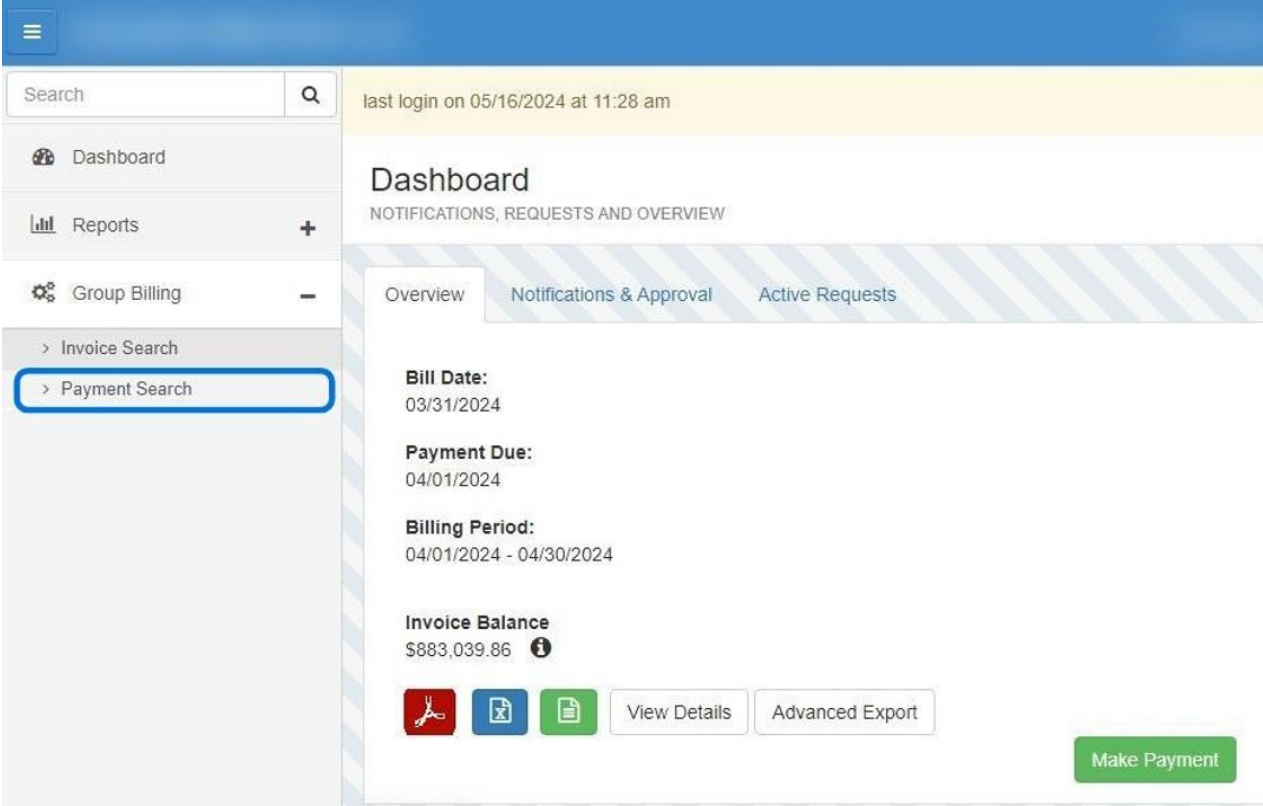 Search
last login on 05/16/2024 at 11:28 am
Dashboard
Reports
Group Billing
Invoice Search
Payment Search
Dashboard
NOTIFICATIONS, REQUESTS AND OVERVIEW
Overview
Notifications & Approval
Active Requests
Bill Date:
03/31/2024
Payment Due:
04/01/2024
Billing Period:
04/01/2024 - 04/30/2024
Invoice Balance
$883,039.86
View Details
Advanced Export
Make Payment